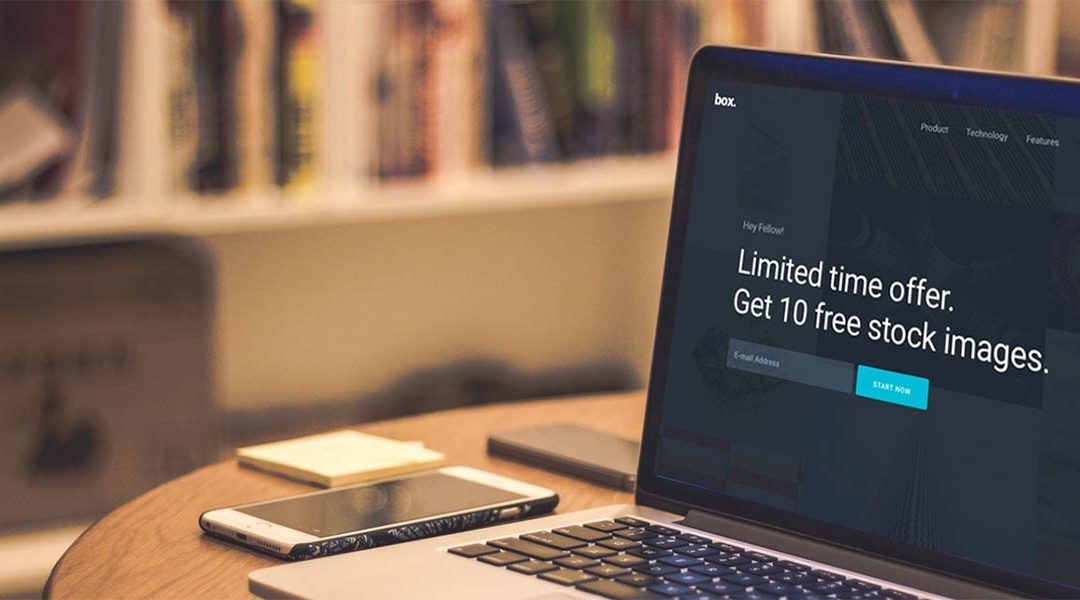 box.
Product Technology Features
Hey Fellow!
Limited time offer.
Get 10 free stock images.
E-mail Address
START NOW